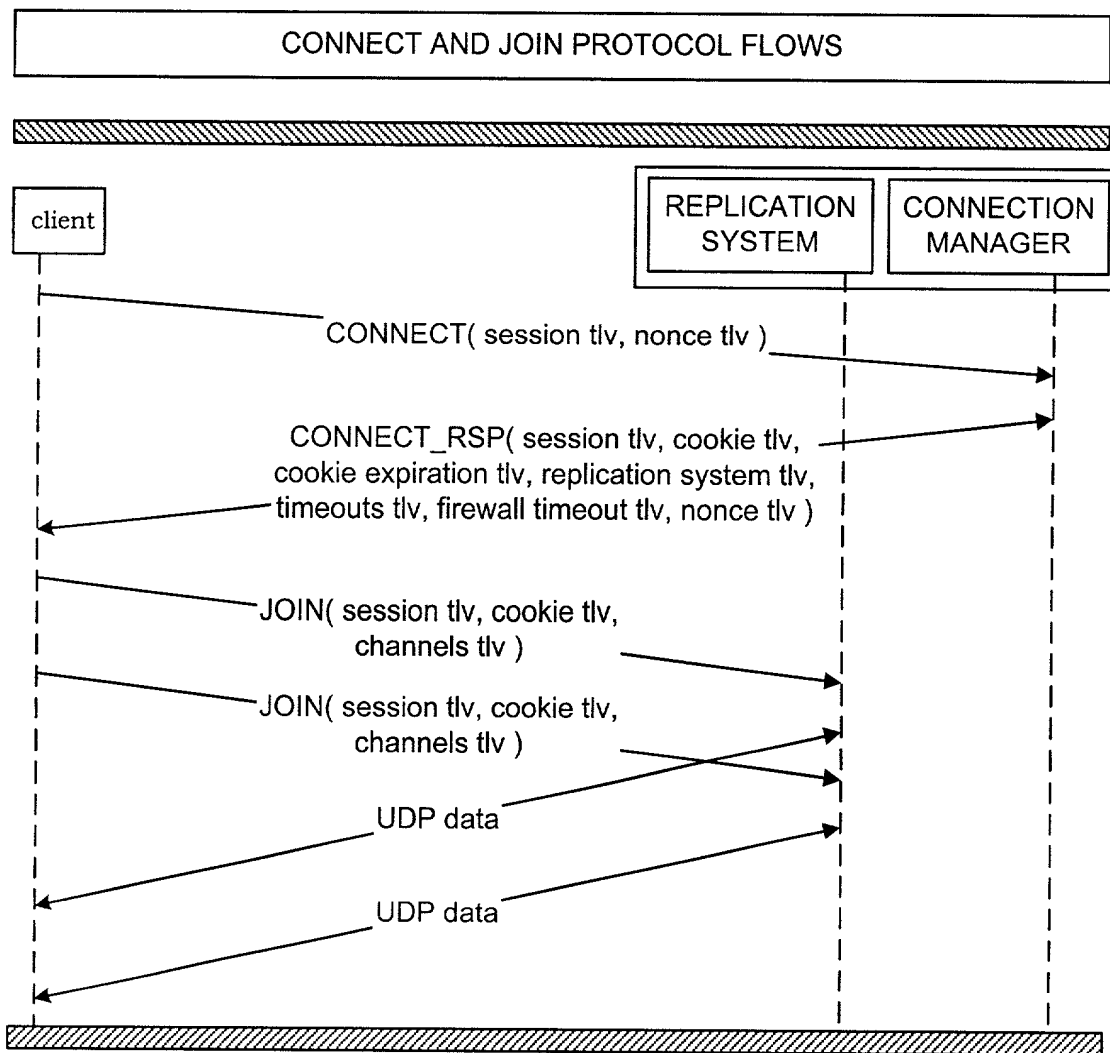 CONNECT AND JOIN PROTOCOL FLOWS
client
REPLICATION
SYSTEM
CONNECTION
MANAGER
CONNECT( session tlv, nonce tlv )
CONNECT_RSP( session tlv, cookie tlv,
cookie expiration tlv, replication system tlv,
timeouts tlv, firewall timeout tlv, nonce tlv )
JOIN( session tlv, cookie tlv,
channels tlv )
JOIN( session tlv, cookie tlv,
channels tlv )
UDP data
UDP data